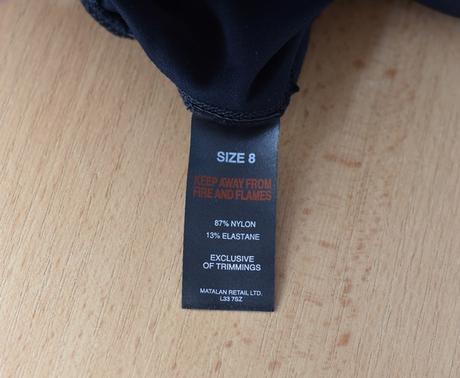 SIZE 8
KEEP AWAY FROM
FIRE AND FLAMES
87% NYLON
13% ELASTANE
EXCLUSIVE
OF TRIMMINGS
MATALAN RETAIL LTD.
L33 7SZ